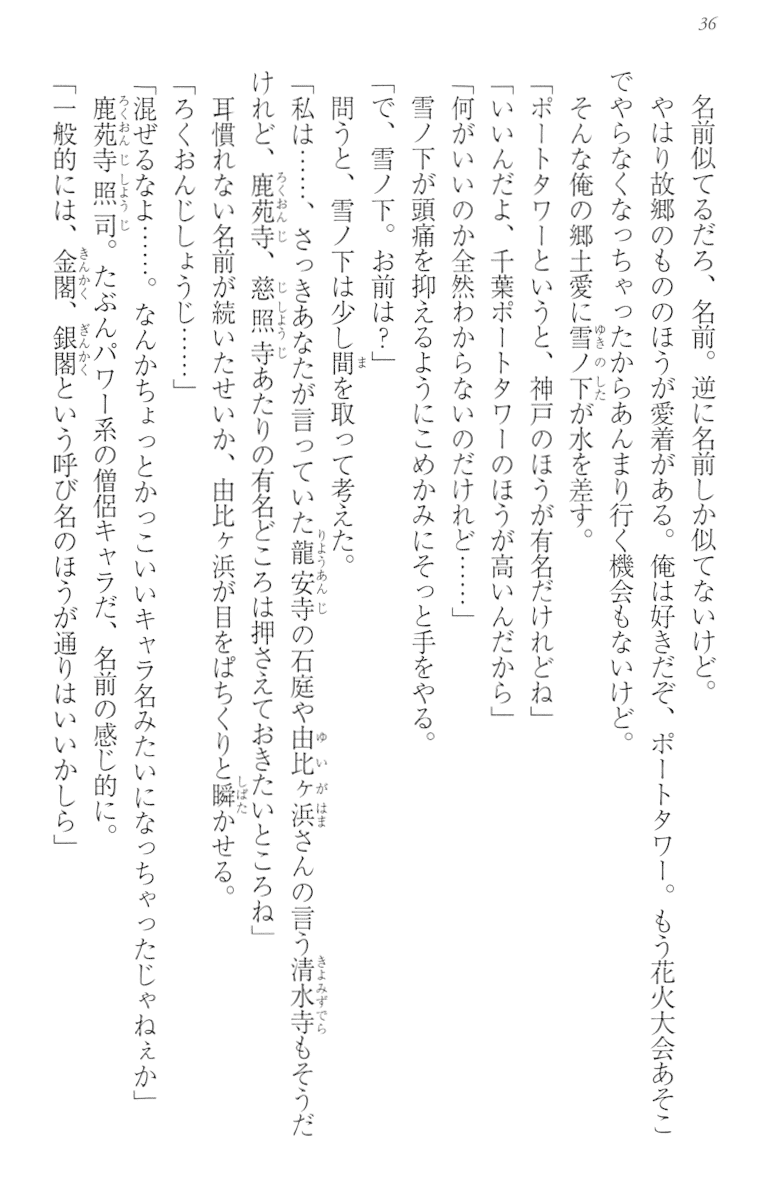 36
名前似てるだろ、名前。逆に名前しか似てないけど。
やはり故郷のもののほうが愛着がある。俺は好きだぞ、ポートタワー。もう花火大会あそこ
でやらなくなっちゃったからあんまり行く機会もないけど。
そんな俺の郷土愛に雪ノ下が水を差す。
「ポートタワーというと、神戸のほうが有名だけれどね」
「いいんだよ、千葉ポートタワーのほうが高いんだから」
「何がいいのか全然わからないのだけれど……」
雪ノ下が頭痛を抑えるようにこめかみにそっと手をやる。
「で、雪ノ下。お前は？」
問うと、雪ノ下は少し間を取って考えた。
「私は……、さっきあなたが言っていた龍安寺の石庭や由比ヶ浜さんの言う清水寺もそうだ
けれど、鹿苑寺、慈照寺あたりの有名どころは押さえておきたいところね」
耳慣れない名前が続いたせいか、由比ヶ浜が目をぱちくりと瞬かせる。
「ろくおんじしょうじ……」
「混ぜるなよ……。なんかちょっとかっこいいキャラ名みたいになっちゃったじゃねぇか」
鹿苑寺照司。たぶんパワー系の僧侶キャラだ、名前の感じ的に。
「一般的には、金閣、銀閣という呼び名のほうが通りはいいかしら」